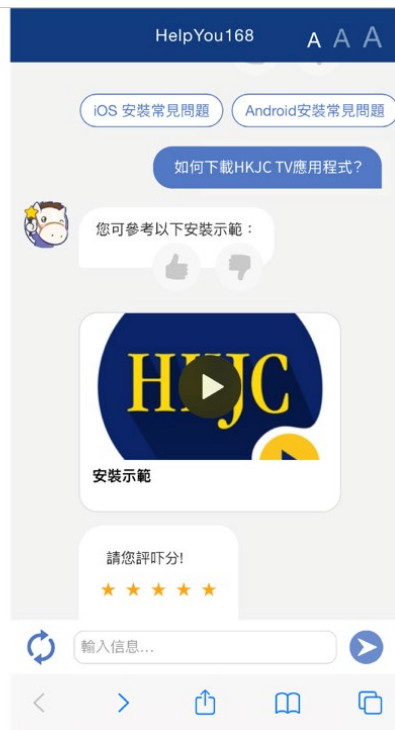 HelpYou168
A A A
iOS 安裝常見問題
Android安裝常見問題
如何下載HKJC TV應用程式？
您可參考以下安裝示範：
HKJC
安裝示範
請您評吓分!
輸入信息...